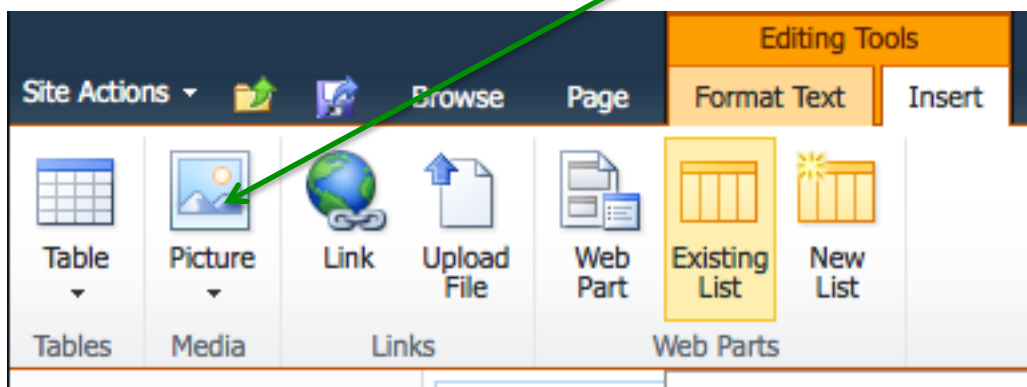 Editing Tools
Site Actions Browse Page Format Text Insert
Table Picture Link Upload File Web Part Existing List New List
Tables Media Links Web Parts